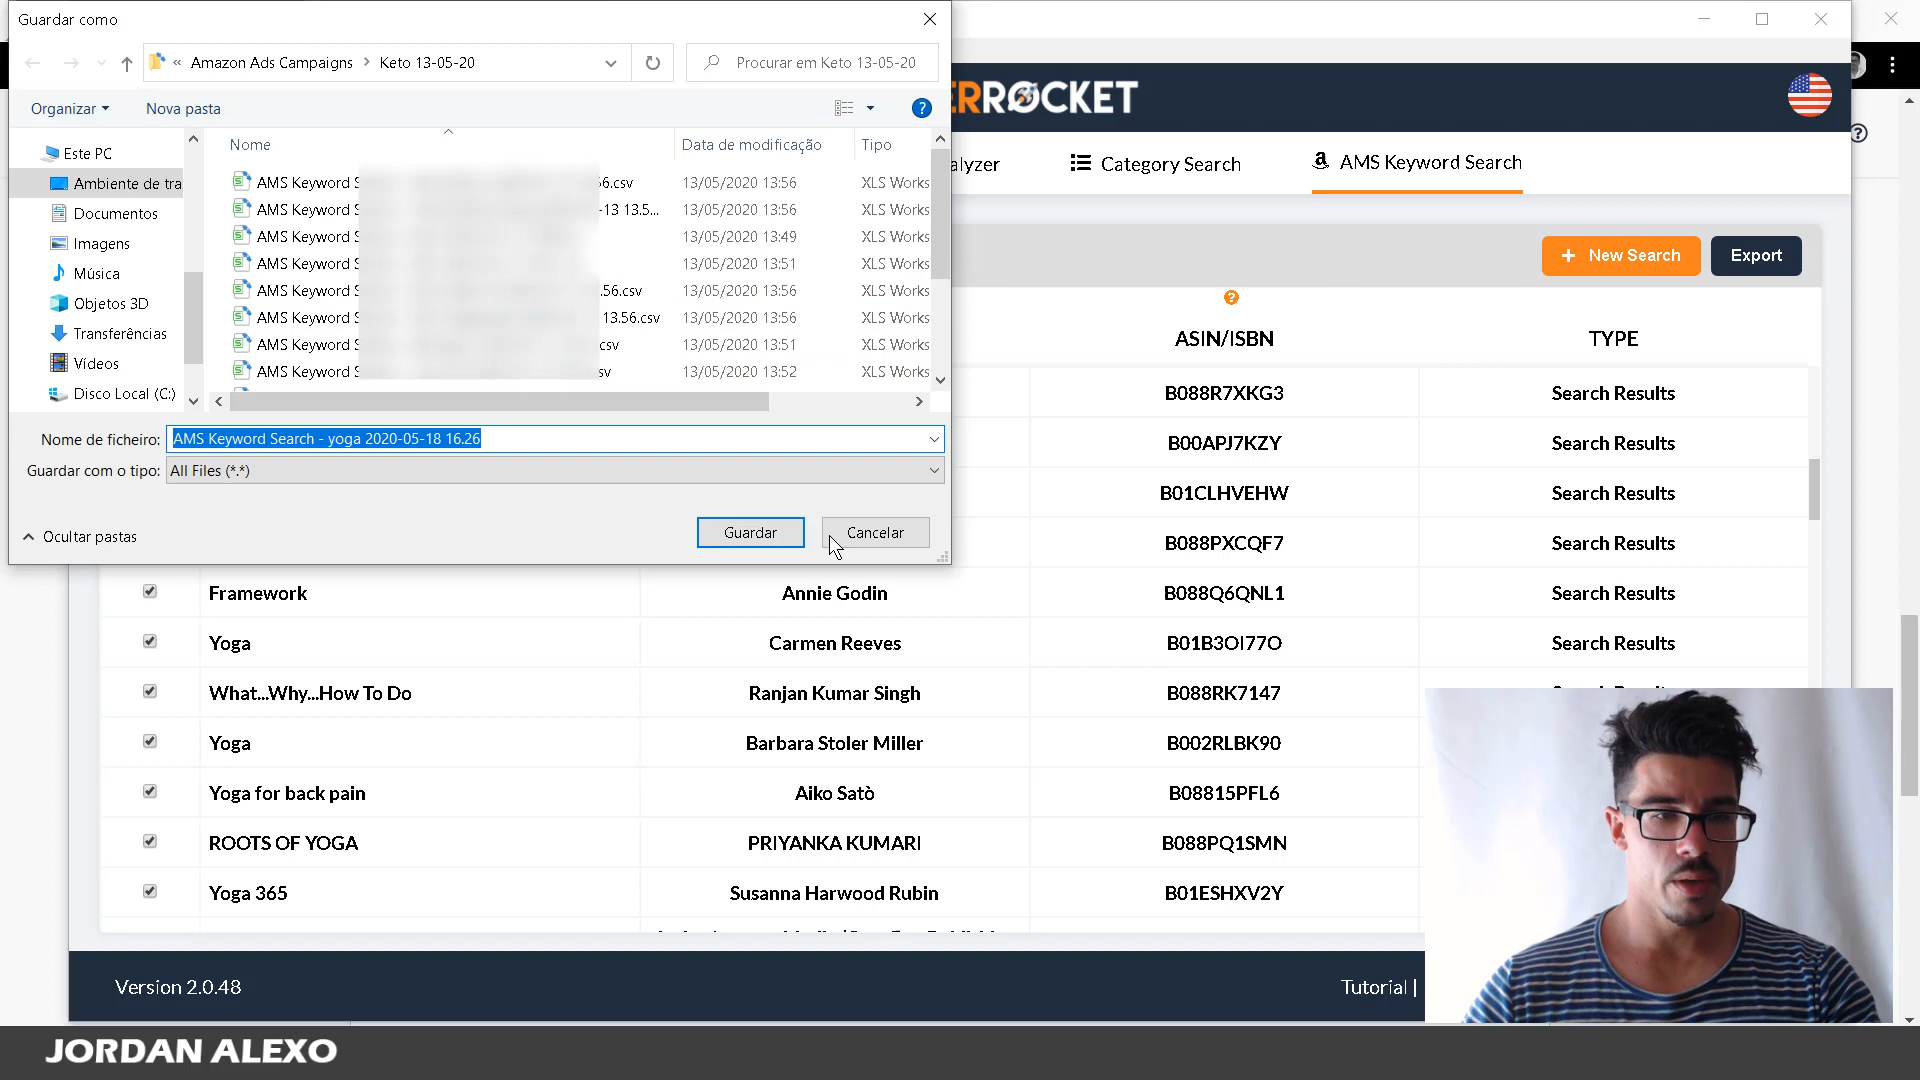 Guardar como
« Amazon Ads Campaigns > Keto 13-05-20
Procurar em Keto 13-05-20
Organizar
Nova pasta
Este PC
Ambiente de tra
Documentos
Imagens
Música
Objetos 3D
Transferências
Vídeos
Disco Local (C:)
Nome Data de modificação Tipo
AMS Keyword S 6.csv 13/05/2020 13:56 XLS Works
AMS Keyword S -13 13.5... 13/05/2020 13:56 XLS Works
AMS Keyword S 13/05/2020 13:49 XLS Works
AMS Keyword S 13/05/2020 13:51 XLS Works
AMS Keyword S .56.csv 13/05/2020 13:56 XLS Works
AMS Keyword S 13.56.csv 13/05/2020 13:56 XLS Works
AMS Keyword S csv 13/05/2020 13:51 XLS Works
AMS Keyword S sv 13/05/2020 13:52 XLS Works
Nome de ficheiro: AMS Keyword Search - yoga 2020-05-18 16.26
Guardar com o tipo: All Files (*.*)
Ocultar pastas
Guardar
Cancelar
ERROCKET
alyzer
Category Search
AMS Keyword Search
+ New Search
Export
ASIN/ISBN TYPE
B088R7XKG3 Search Results
B00APJ7KZY Search Results
B01CLHVEHW Search Results
B088PXCQF7 Search Results
Framework Annie Godin B088Q6QNL1 Search Results
Yoga Carmen Reeves B01B3OI77O Search Results
What...Why...How To Do Ranjan Kumar Singh B088RK7147
Yoga Barbara Stoler Miller B002RLBK90
Yoga for back pain Aiko Satò B08815PFL6
ROOTS OF YOGA PRIYANKA KUMARI B088PQ1SMN
Yoga 365 Susanna Harwood Rubin B01ESHXV2Y
Version 2.0.48
Tutorial |
JORDAN ALEXO